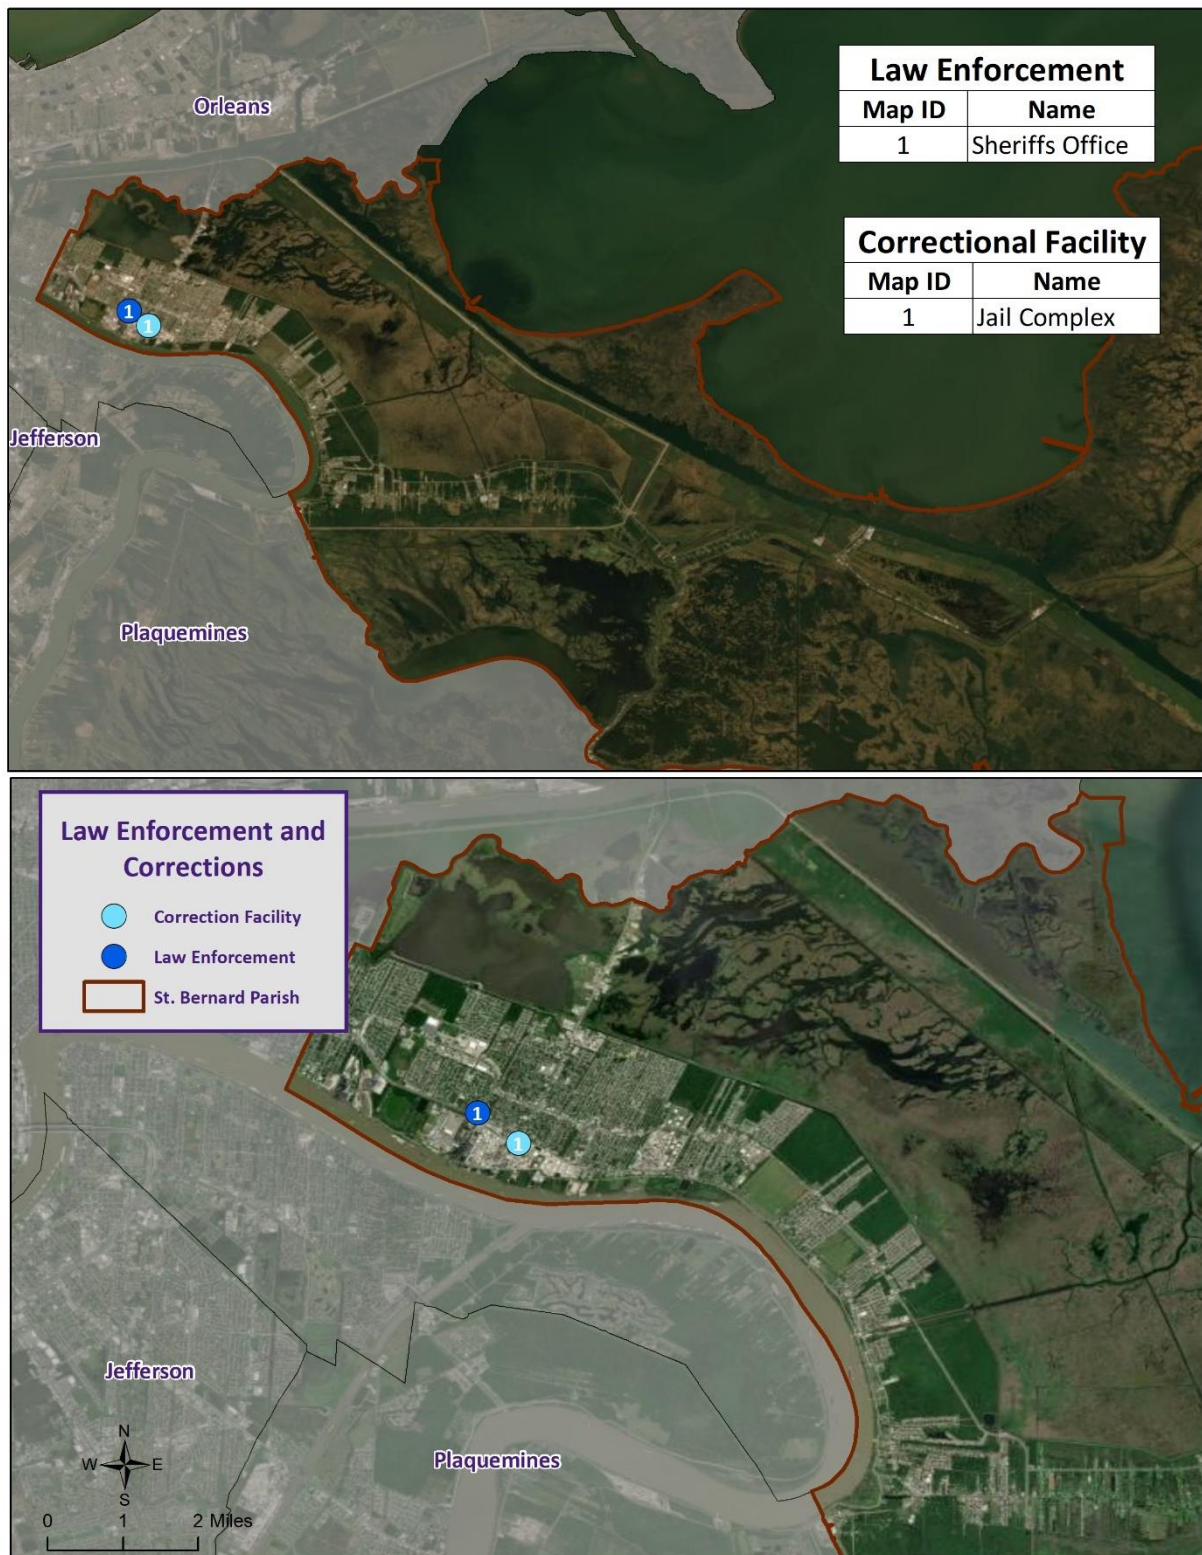 Orleans
Law Enforcement
Map ID Name
1 Sheriffs Office
Correctional Facility
Map ID Name
1 Jail Complex
1
1
Jefferson
Plaquemines
Law Enforcement and
Corrections
Correction Facility
Law Enforcement
St. Bernard Parish
1
1
Jefferson
Plaquemines
N
W E
S
0 1 2 Miles